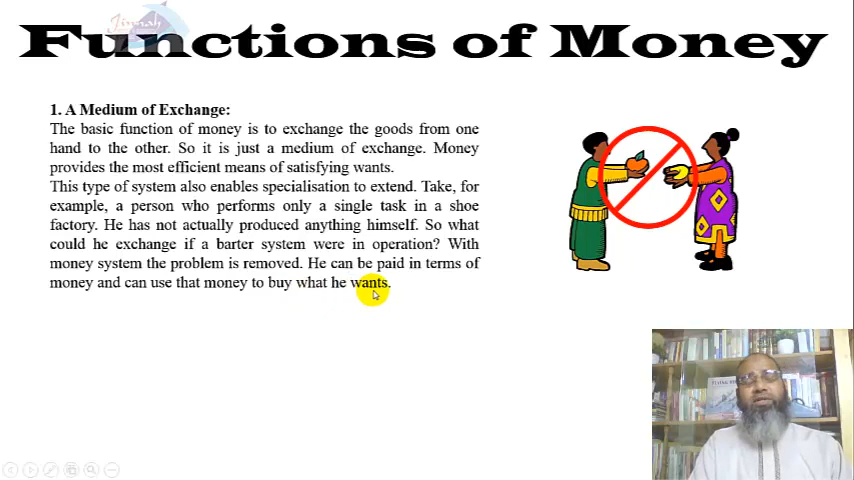 Jinnah
Functions of Money
1. A Medium of Exchange:
The basic function of money is to exchange the goods from one
hand to the other. So it is just a medium of exchange. Money
provides the most efficient means of satisfying wants.
This type of system also enables specialisation to extend. Take, for
example, a person who performs only a single task in a shoe
factory. He has not actually produced anything himself. So what
could he exchange if a barter system were in operation? With
money system the problem is removed. He can be paid in terms of
money and can use that money to buy what he wants.